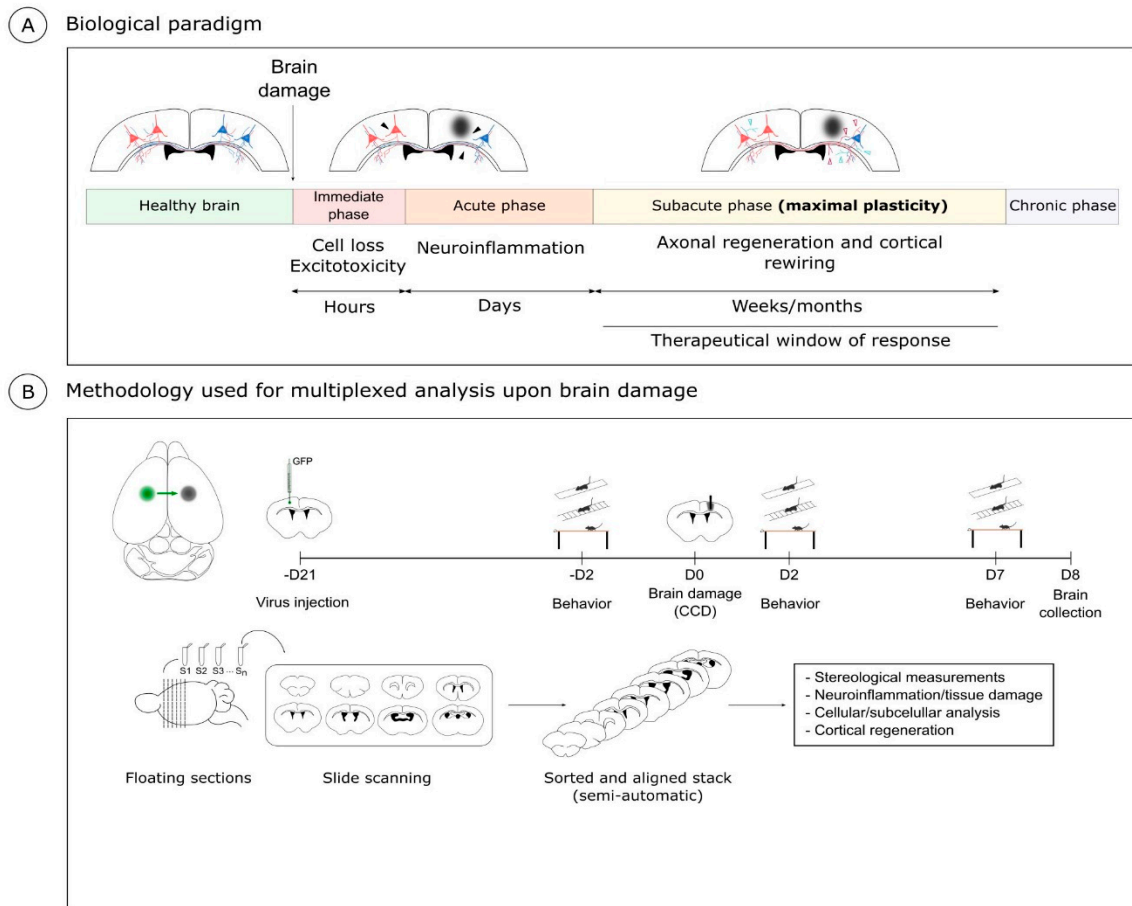 A
Biological paradigm
Brain
damage
Healthy brain
Immediate
phase
Acute phase
Subacute phase (maximal plasticity)
Chronic phase
Cell loss
Excitotoxicity
Neuroinflammation
Axonal regeneration and cortical
rewiring
Hours
Days
Weeks/months
Therapeutical window of response
B
Methodology used for multiplexed analysis upon brain damage
GFP
-D21
-D2
D0
D2
D7
D8
Virus injection
Behavior
Brain damage
(CCD)
Behavior
Behavior
Brain
collection
S1 S2 S3 ... Sn
- Stereological measurements
- Neuroinflammation/tissue damage
- Cellular/subcelullar analysis
- Cortical regeneration
Floating sections
Slide scanning
Sorted and aligned stack
(semi-automatic)